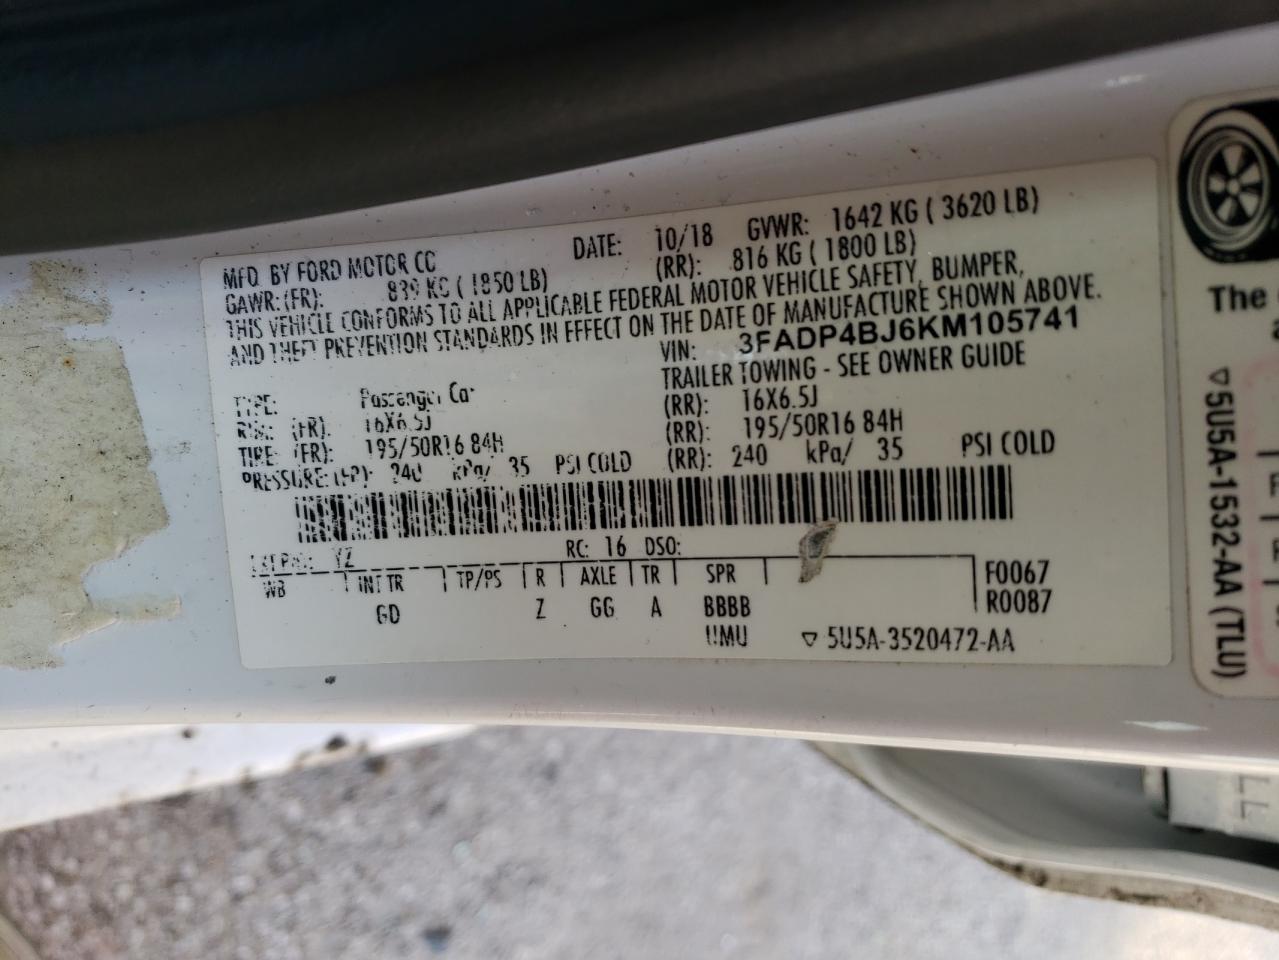 MFD. BY FORD MOTOR CO DATE: 10/18 GVWR: 1642 KG ( 3620 LB)
GAWR: (FR): 839 KG ( 1850 LB) (RR): 816 KG ( 1800 LB)
THIS VEHICLE CONFORMS TO ALL APPLICABLE FEDERAL MOTOR VEHICLE SAFETY, BUMPER,
AND THEFT PREVENTION STANDARDS IN EFFECT ON THE DATE OF MANUFACTURE SHOWN ABOVE.
VIN: 3FADP4BJ6KM105741
TYPE: Passenger Car TRAILER TOWING - SEE OWNER GUIDE
RIM: (FR): 16X6.5J (RR): 16X6.5J
TIRE: (FR): 195/50R16 84H (RR): 195/50R16 84H
PRESSURE: (FR): 240 kPa/ 35 PSI COLD (RR): 240 kPa/ 35 PSI COLD
EXT PNT: YZ RC: 16 DSO:
WB INT TR TP/PS R AXLE TR SPR F0067
GD Z GG A BBBB R0087
UMU ▽ 5U5A-3520472-AA
The
▽5U5A-1532-AA (TLU)